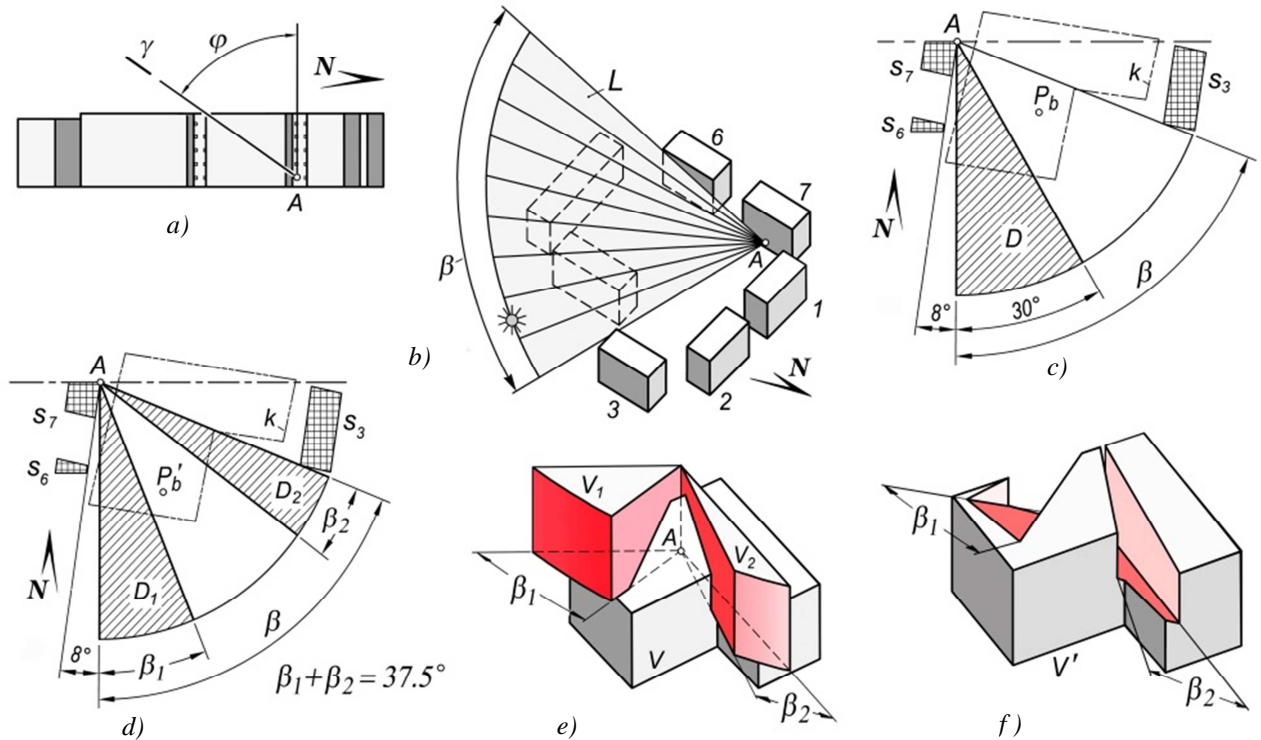 γ φ N
A
a)
β L 6 7
A 1
2 3 N
b)
A
S7 S6 Pb k S3
N D β
8° 30°
c)
A
S7 S6 P'b k S3
N D1 D2 β2
8° β1 β
β1+β2 = 37.5°
d)
V1 V2
A
β1 V β2
e)
β1
V' β2
f)